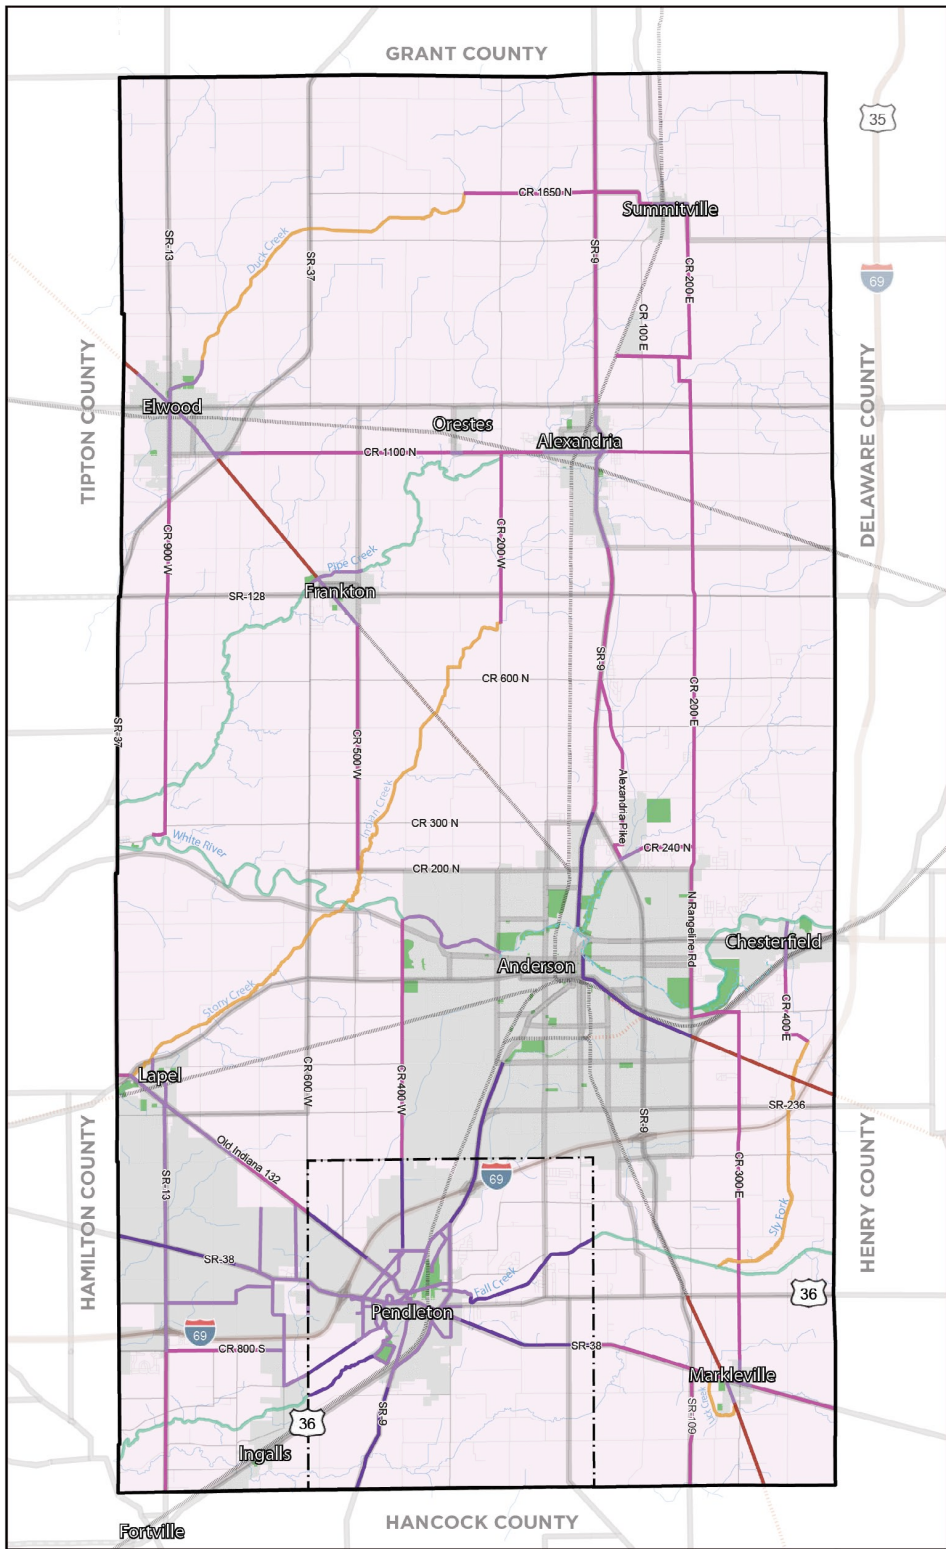 GRANT COUNTY
35
CR 1650 N
Summitville
SR-13
Duck Creek
SR-37
SR-9
CR 200 E
69
CR 100 E
TIPTON COUNTY
DELAWARE COUNTY
Elwood
Orestes
Alexandria
CR 1100 N
CR 900 W
CR 200 W
Pipe Creek
Frankton
SR-128
SR-9
CR 600 N
CR 200 E
SR-37
CR 500 W
Indian Creek
Alexandria Pike
CR 300 N
White River
CR 240 N
CR 200 N
N Rangeline Rd
Chesterfield
Anderson
Stony Creek
CR 400 E
Lapel
CR 600 W
CR 400 W
SR-236
SR-9
HAMILTON COUNTY
HENRY COUNTY
Old Indiana 132
SR-13
69
CR 300 E
Sly Fork
SR-38
Fall Creek
36
Pendleton
69
CR 800 S
SR-38
Markleville
SR-9
36
SR-109
Ingalls
HANCOCK COUNTY
Fortville